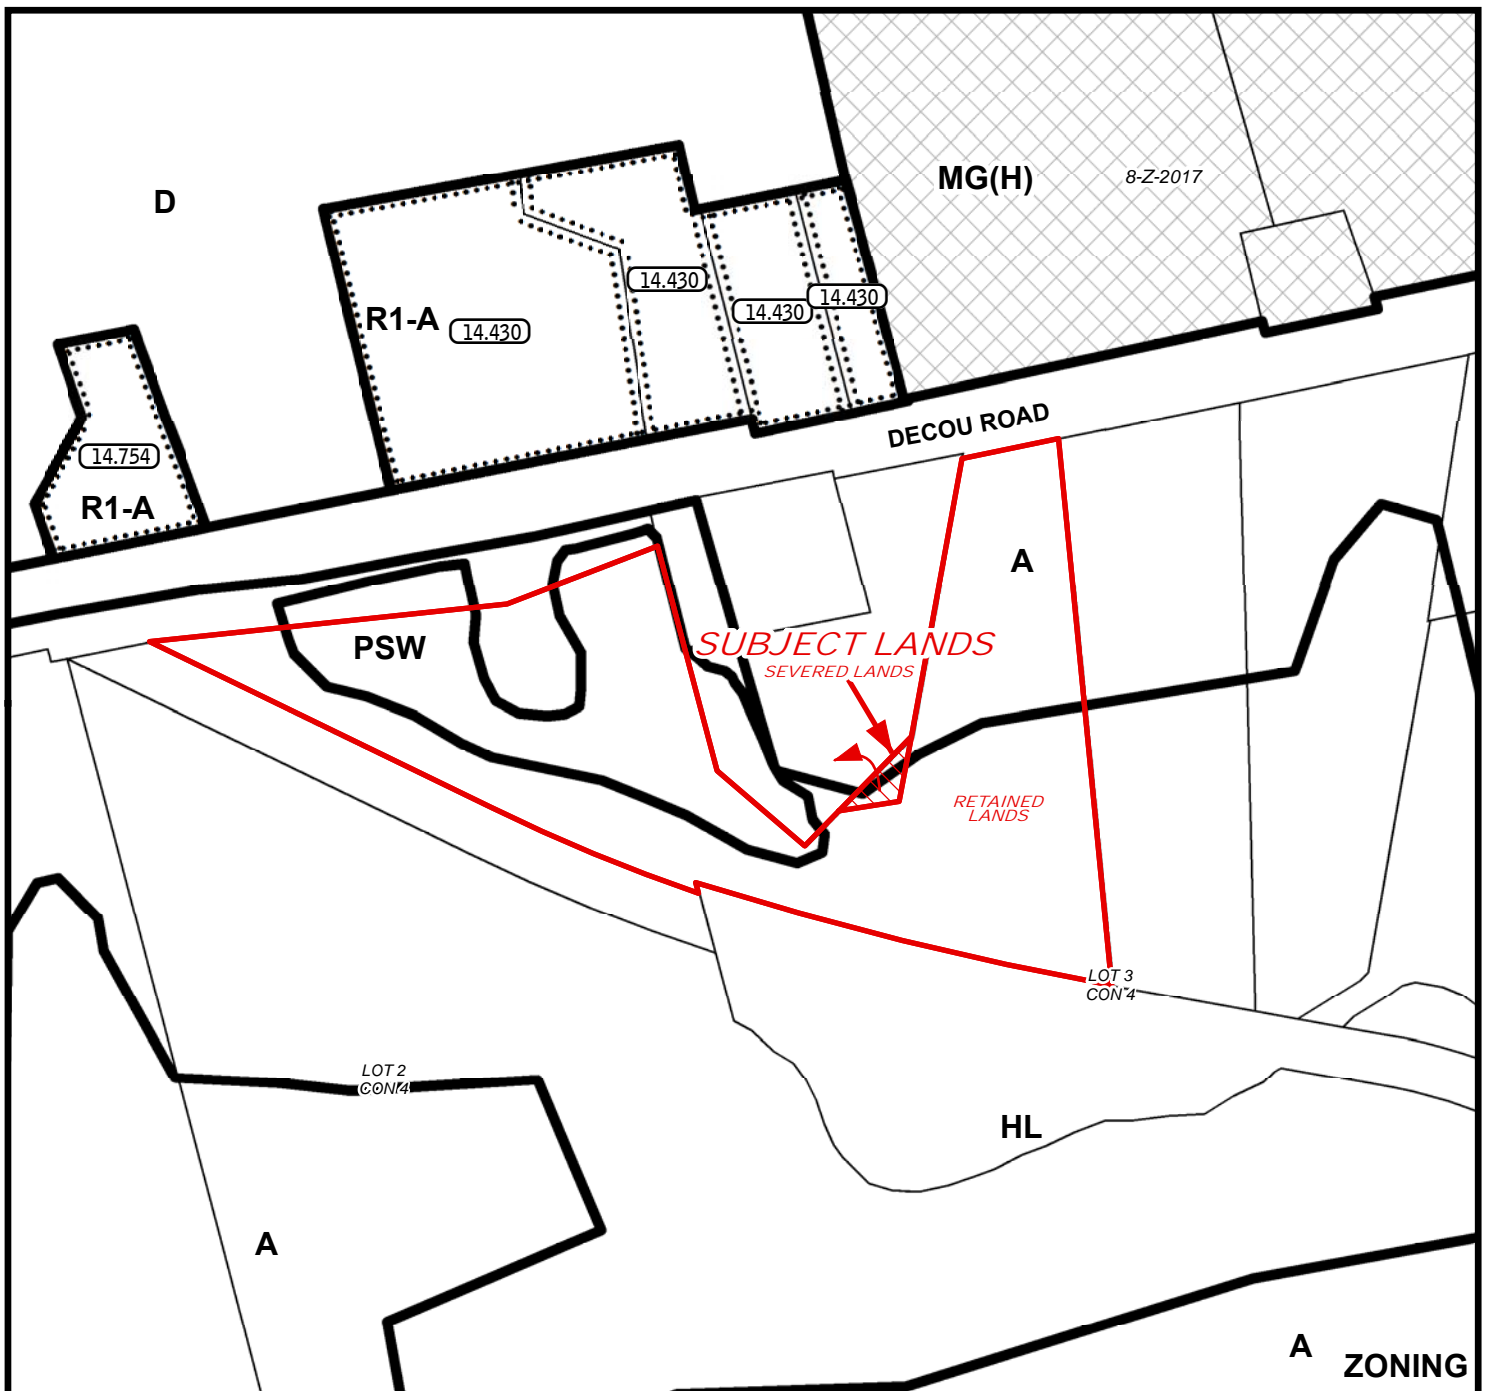 D
MG(H)
8-Z-2017
14.430
14.430
14.430
R1-A
14.430
DECOU ROAD
14.754
R1-A
A
PSW
SUBJECT LANDS
SEVERED LANDS
RETAINED
LANDS
LOT 3
CON 4
LOT 2
CON 4
HL
A
A
ZONING